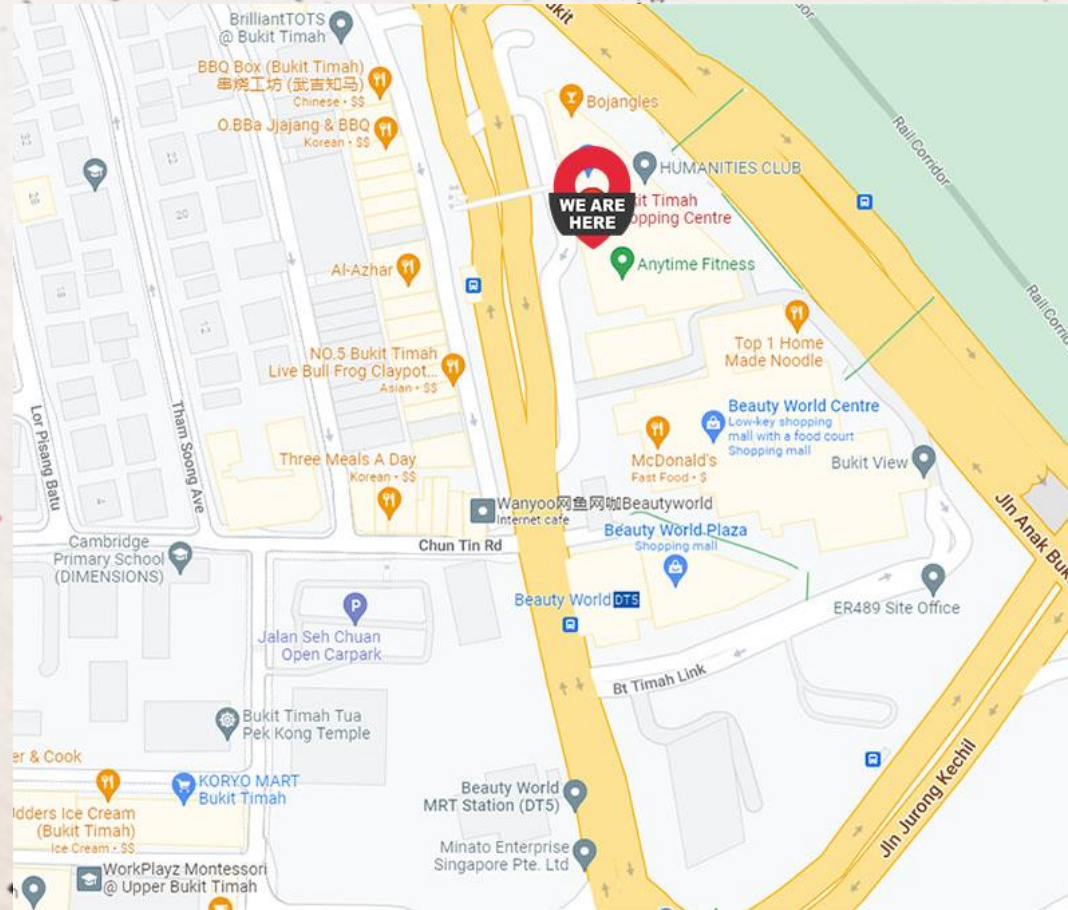 BrilliantTOTS
@ Bukit Timah
BBQ Box (Bukit Timah)
串烧工坊 (武吉知马)
Chinese • $$
O.BBa Jjajang & BBQ
Korean • $$
Bojangles
HUMANITIES CLUB
WE ARE
HERE
kit Timah
opping Centre
Anytime Fitness
Rail Corridor
Rail Corrido
Al-Azhar
NO.5 Bukit Timah
Live Bull Frog Claypot...
Asian • $$
Top 1 Home
Made Noodle
Beauty World Centre
Low-key shopping
mall with a food court
Shopping mall
McDonald's
Fast Food • $
Bukit View
Three Meals A Day
Korean • $$
Wanyoo网鱼网咖Beautyworld
Internet cafe
Lor Pisang Batu
Tham Soong Ave
28
22
20
18
12
4
Chun Tin Rd
Beauty World Plaza
Shopping mall
Cambridge
Primary School
(DIMENSIONS)
Beauty World DT5
Jln Anak Buk
ER489 Site Office
P
Jalan Seh Chuan
Open Carpark
Bt Timah Link
Bukit Timah Tua
Pek Kong Temple
er & Cook
KORYO MART
Bukit Timah
Beauty World
MRT Station (DT5)
Jln Jurong Kechil
dders Ice Cream
(Bukit Timah)
Ice Cream • $$
Minato Enterprise
Singapore Pte. Ltd
WorkPlayz Montessori
@ Upper Bukit Timah